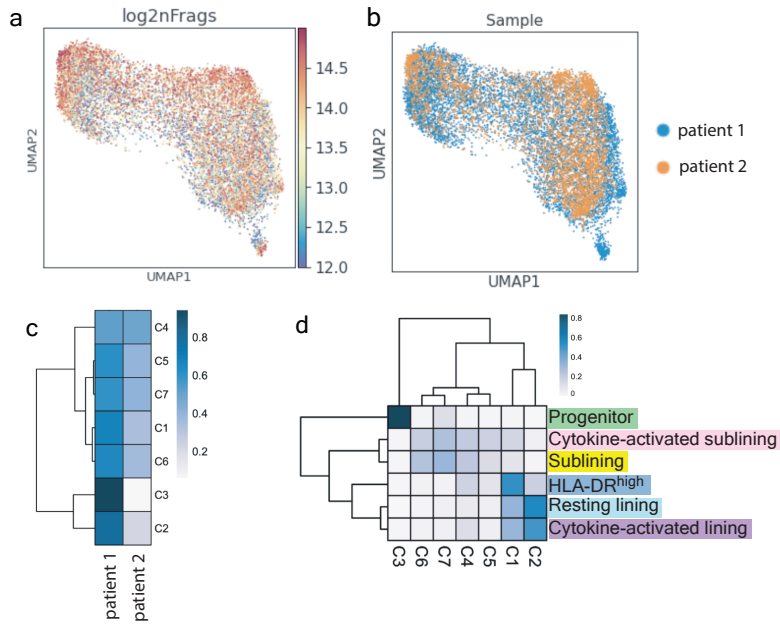 a
log2nFrags
UMAP2
UMAP1
14.5
14.0
13.5
13.0
12.5
12.0
b
Sample
UMAP2
UMAP1
patient 1
patient 2
c
C4
C5
C7
C1
C6
C3
C2
patient 1
patient 2
0.8
0.6
0.4
0.2
d
0.8
0.6
0.4
0.2
0
Progenitor
Cytokine-activated sublining
Sublining
HLA-DRhigh
Resting lining
Cytokine-activated lining
C3
C6
C7
C4
C5
C1
C2